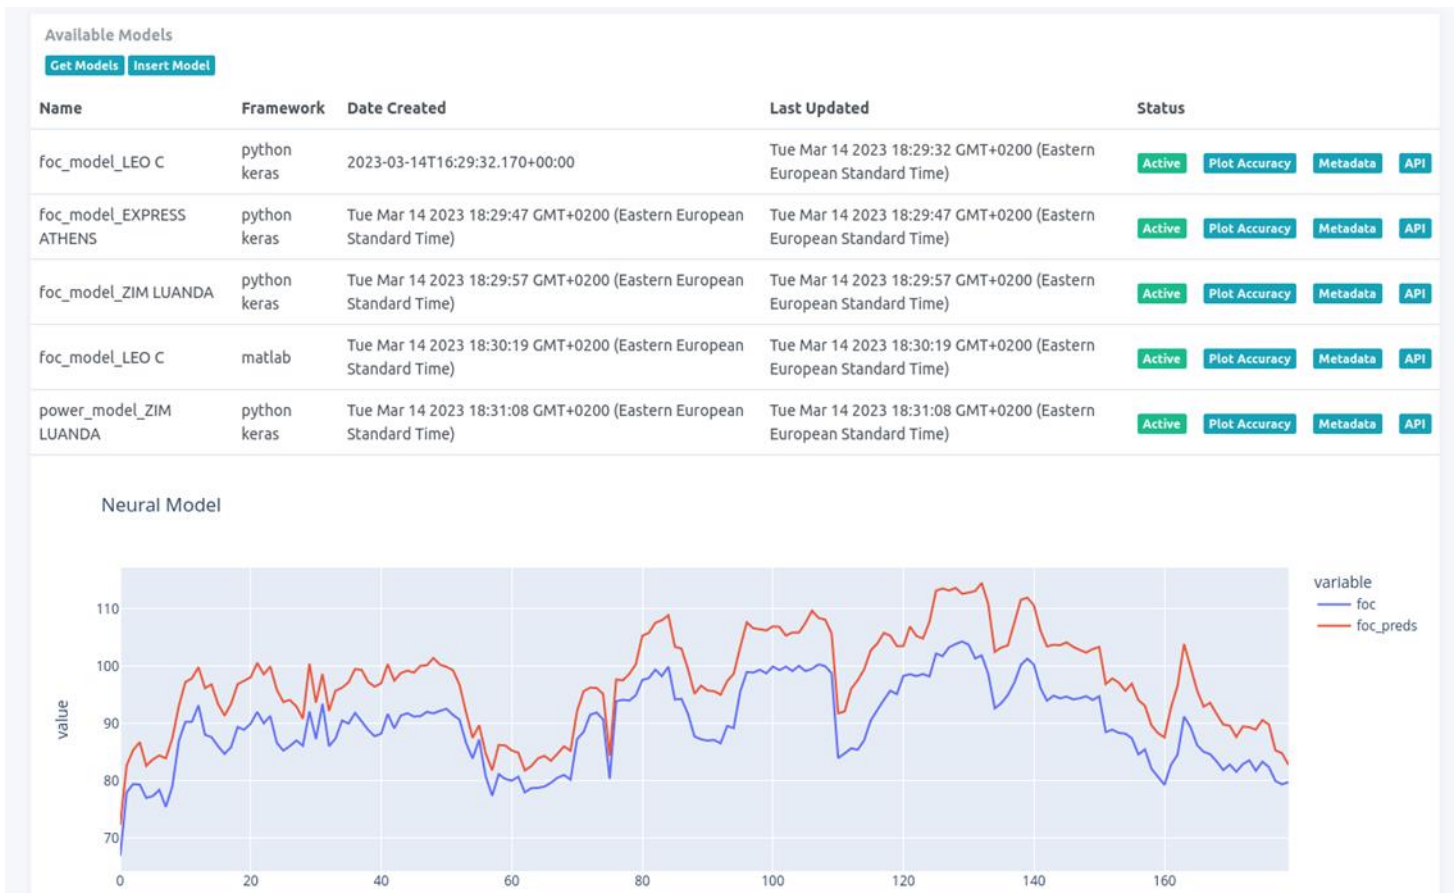 Available Models
Get Models Insert Model
Name Framework Date Created Last Updated Status
foc_model_LEO C python keras 2023-03-14T16:29:32.170+00:00 Tue Mar 14 2023 18:29:32 GMT+0200 (Eastern European Standard Time) Active Plot Accuracy Metadata API
foc_model_EXPRESS ATHENS python keras Tue Mar 14 2023 18:29:47 GMT+0200 (Eastern European Standard Time) Tue Mar 14 2023 18:29:47 GMT+0200 (Eastern European Standard Time) Active Plot Accuracy Metadata API
foc_model_ZIM LUANDA python keras Tue Mar 14 2023 18:29:57 GMT+0200 (Eastern European Standard Time) Tue Mar 14 2023 18:29:57 GMT+0200 (Eastern European Standard Time) Active Plot Accuracy Metadata API
foc_model_LEO C matlab Tue Mar 14 2023 18:30:19 GMT+0200 (Eastern European Standard Time) Tue Mar 14 2023 18:30:19 GMT+0200 (Eastern European Standard Time) Active Plot Accuracy Metadata API
power_model_ZIM LUANDA python keras Tue Mar 14 2023 18:31:08 GMT+0200 (Eastern European Standard Time) Tue Mar 14 2023 18:31:08 GMT+0200 (Eastern European Standard Time) Active Plot Accuracy Metadata API
Neural Model
value
110
100
90
80
70
0 20 40 60 80 100 120 140 160
variable
foc
foc_preds